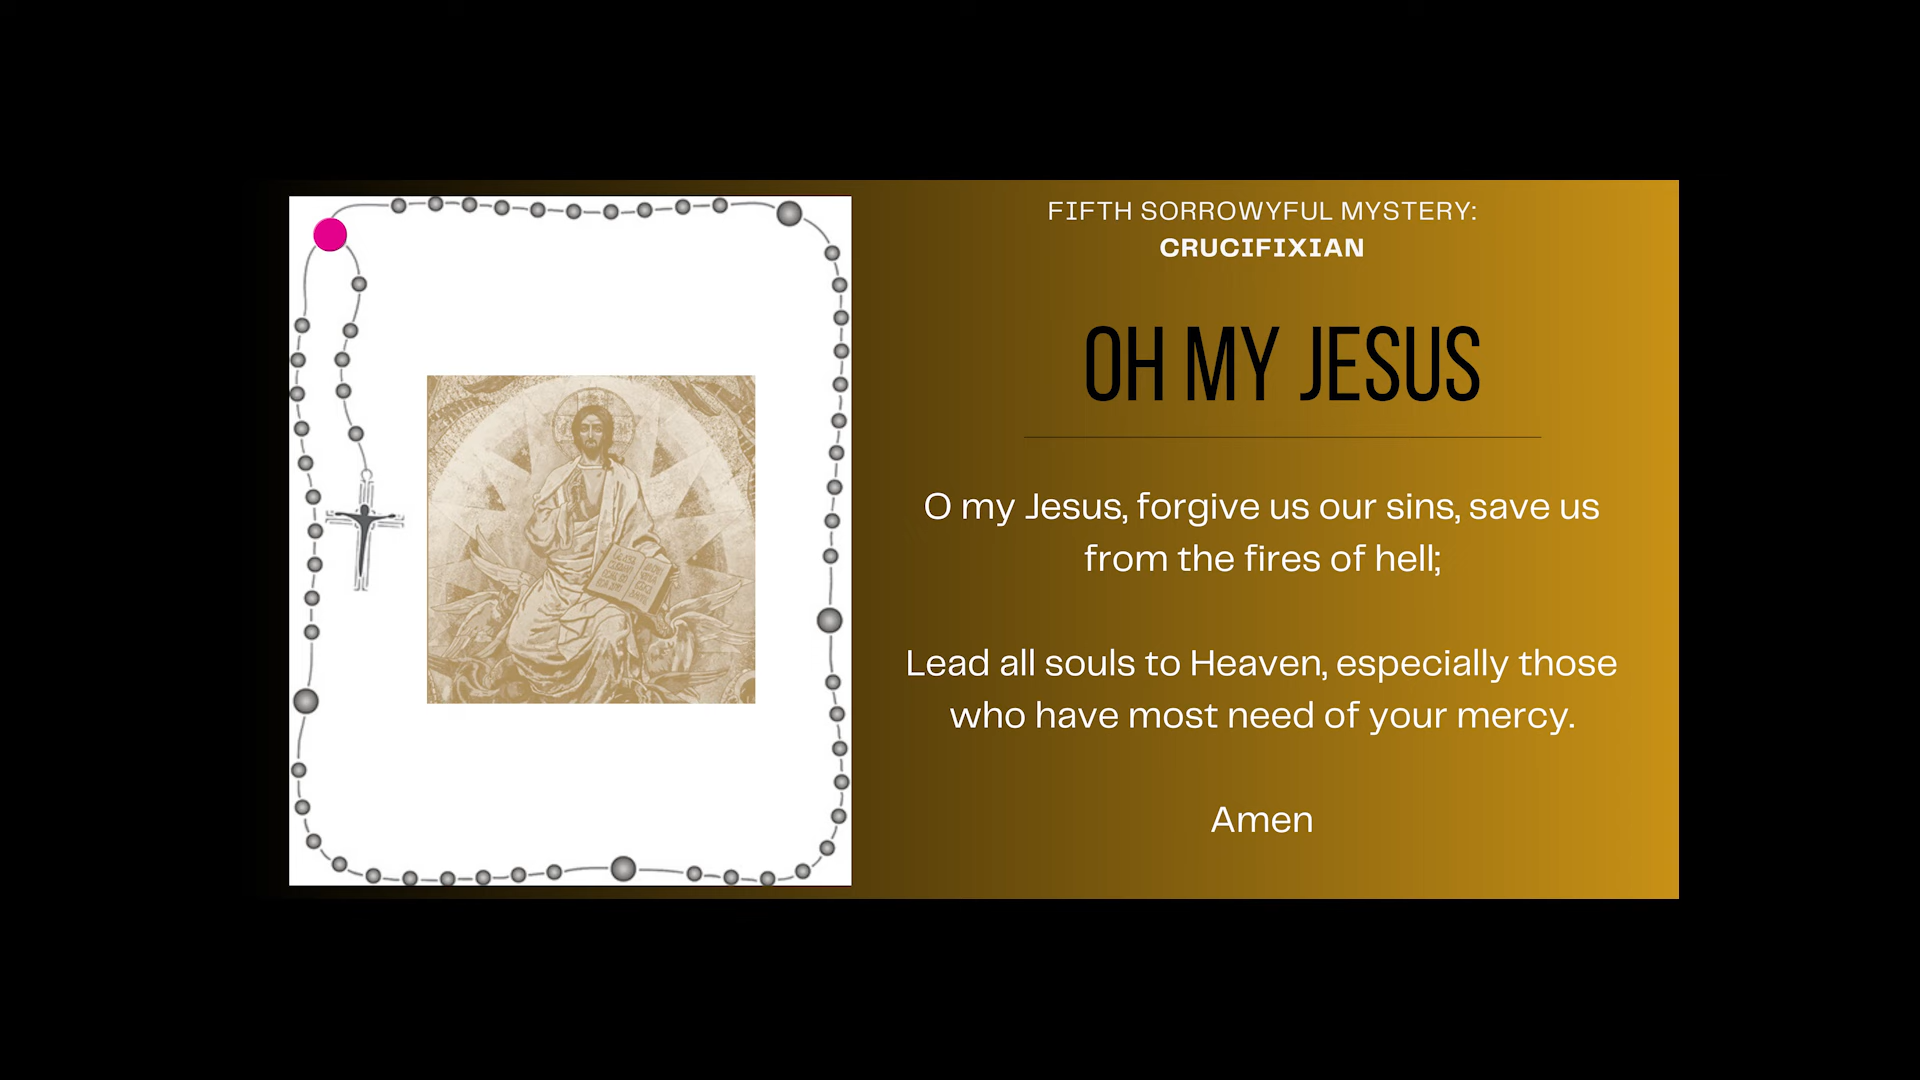 FIFTH SORROWYFUL MYSTERY:
CRUCIFIXIAN
OH MY JESUS
O my Jesus, forgive us our sins, save us
from the fires of hell;
Lead all souls to Heaven, especially those
who have most need of your mercy.
Amen